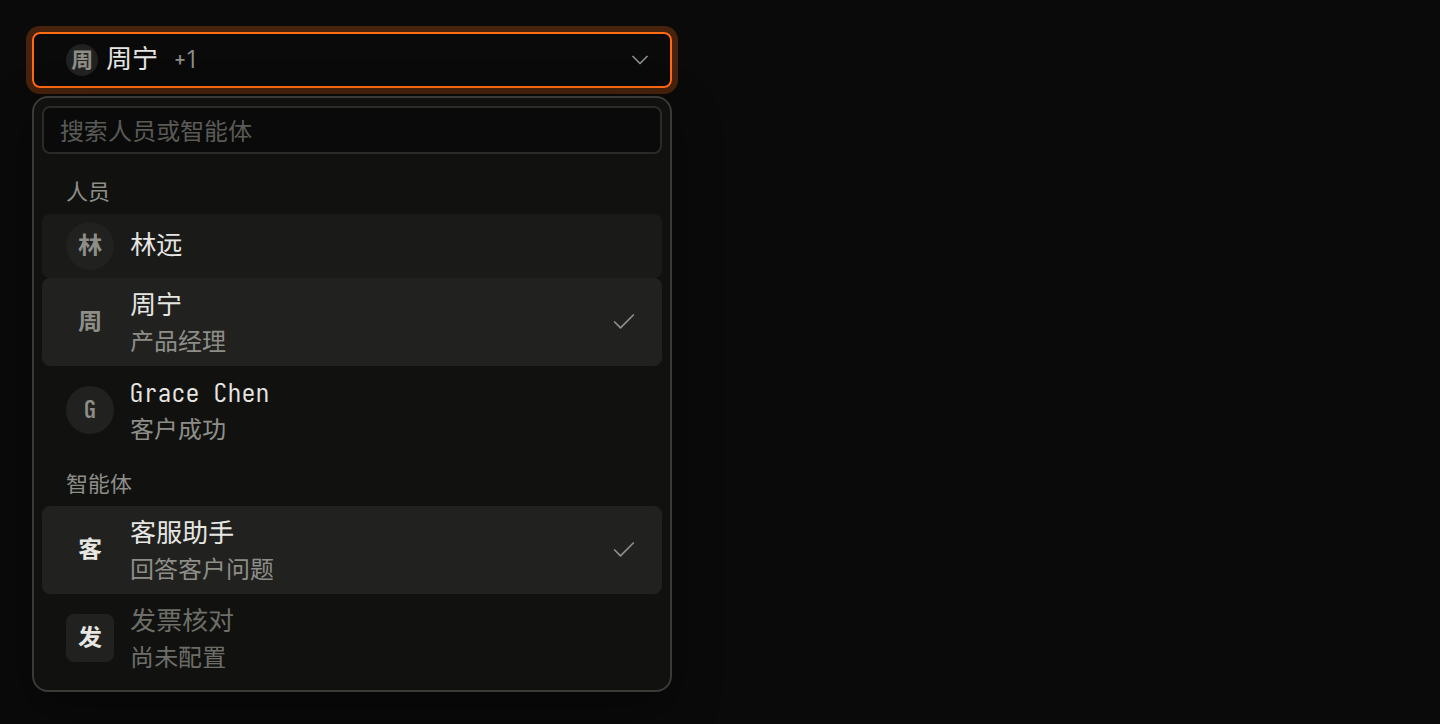 周 周宁 +1
搜索人员或智能体
人员
林 林远
周 周宁
产品经理
G Grace Chen
客户成功
智能体
客 客服助手
回答客户问题
发 发票核对
尚未配置